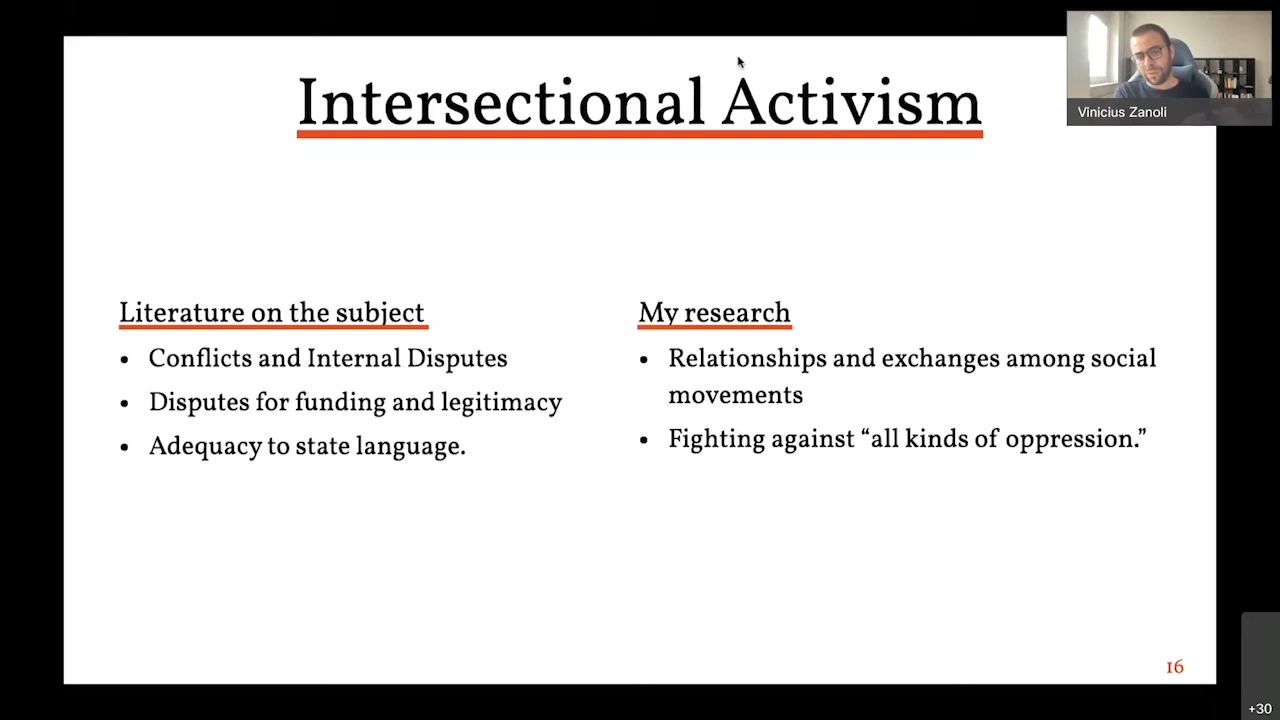 Intersectional Activism
Vinicius Zanoli
Literature on the subject
• Conflicts and Internal Disputes
• Disputes for funding and legitimacy
• Adequacy to state language.
My research
• Relationships and exchanges among social
movements
• Fighting against “all kinds of oppression.”
16
+30